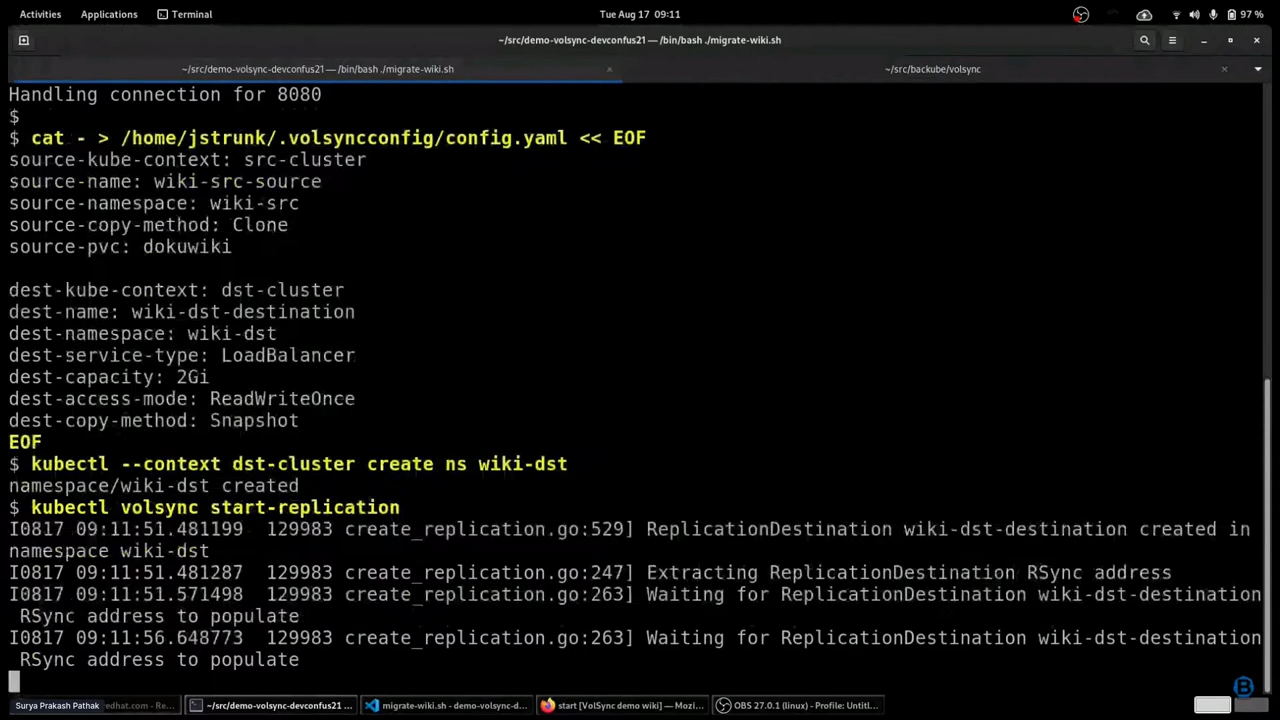 Activities Applications Terminal Tue Aug 17 09:11 97 %
~/src/demo-volsync-devconfus21 — /bin/bash ./migrate-wiki.sh
~/src/demo-volsync-devconfus21 — /bin/bash ./migrate-wiki.sh × ~/src/backube/volsync ×
Handling connection for 8080
$
$ cat - > /home/jstrunk/.volsyncconfig/config.yaml << EOF
source-kube-context: src-cluster
source-name: wiki-src-source
source-namespace: wiki-src
source-copy-method: Clone
source-pvc: dokuwiki
dest-kube-context: dst-cluster
dest-name: wiki-dst-destination
dest-namespace: wiki-dst
dest-service-type: LoadBalancer
dest-capacity: 2Gi
dest-access-mode: ReadWriteOnce
dest-copy-method: Snapshot
EOF
$ kubectl --context dst-cluster create ns wiki-dst
namespace/wiki-dst created
$ kubectl volsync start-replication
I0817 09:11:51.481199  129983 create_replication.go:529] ReplicationDestination wiki-dst-destination created in
namespace wiki-dst
I0817 09:11:51.481287  129983 create_replication.go:247] Extracting ReplicationDestination RSync address
I0817 09:11:51.571498  129983 create_replication.go:263] Waiting for ReplicationDestination wiki-dst-destination
RSync address to populate
I0817 09:11:56.648773  129983 create_replication.go:263] Waiting for ReplicationDestination wiki-dst-destination
RSync address to populate
Surya Prakash Pathak edhat.com - Re... ~/src/demo-volsync-devconfus21 ... migrate-wiki.sh - demo-volsync-d... start [VolSync demo wiki] — Mozi... OBS 27.0.1 (linux) - Profile: Untit... B